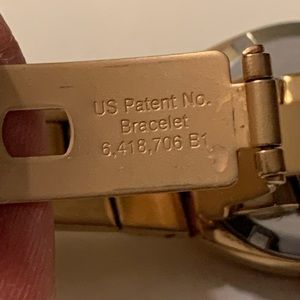 US Patent No.
Bracelet
6,418,706 B1